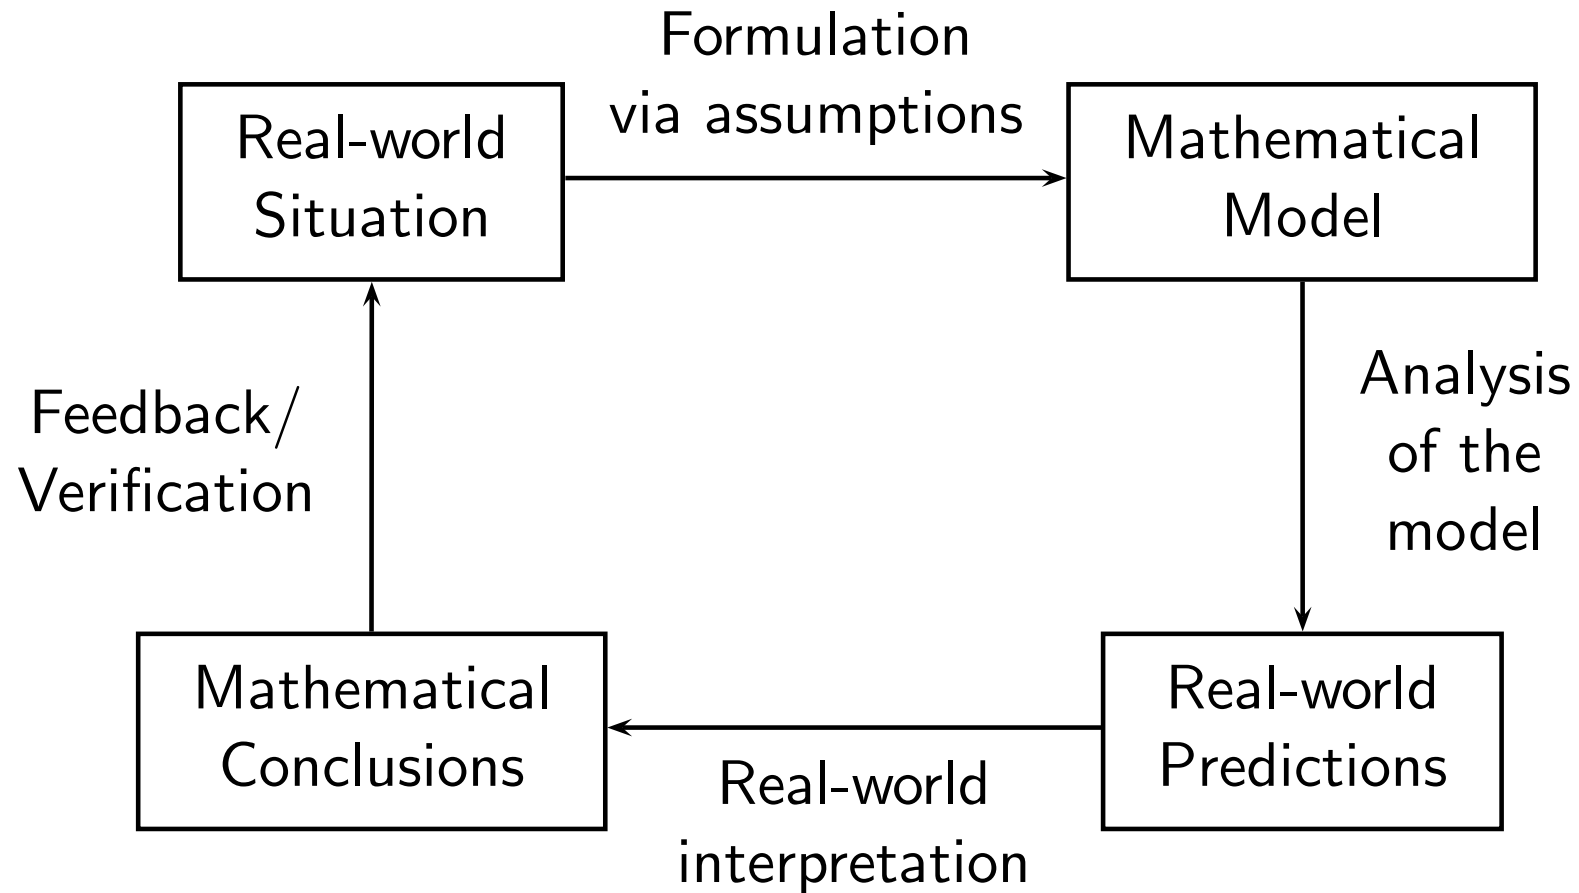 Formulation
via assumptions
Real-world
Situation
Mathematical
Model
Analysis
of the
model
Feedback/
Verification
Mathematical
Conclusions
Real-world
Predictions
Real-world
interpretation